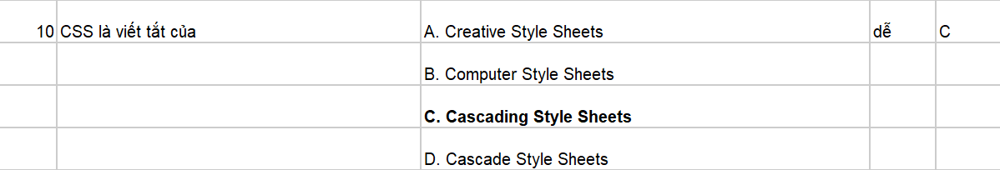 10 CSS là viết tắt của A. Creative Style Sheets dễ C
B. Computer Style Sheets
C. Cascading Style Sheets
D. Cascade Style Sheets